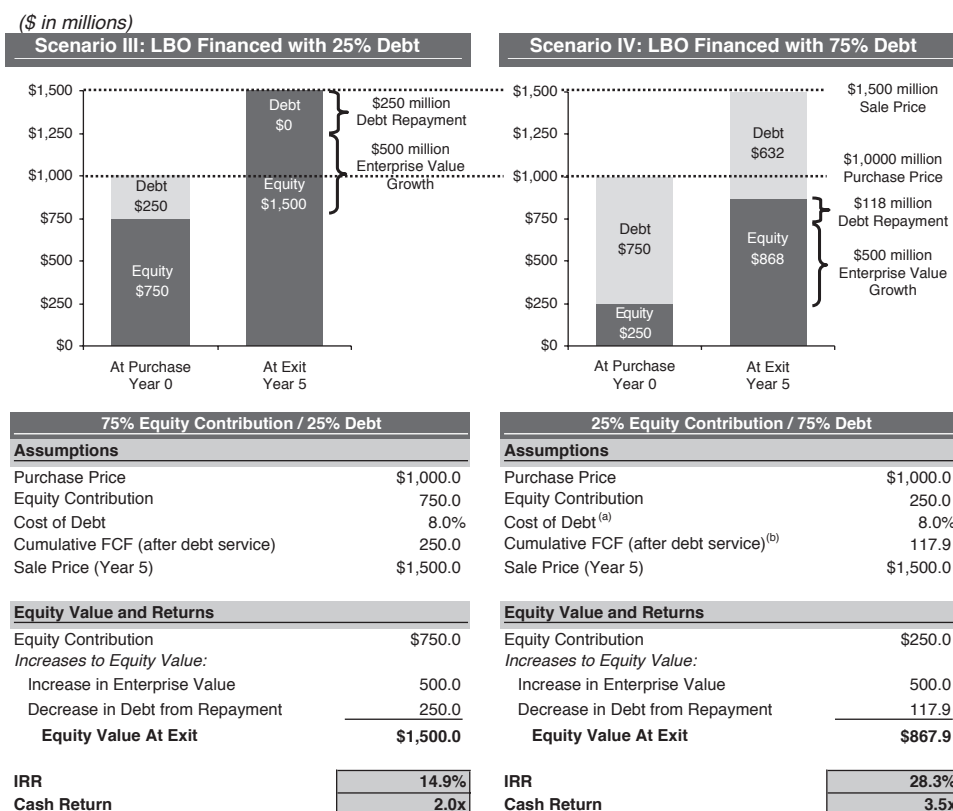 ($ in millions)
Scenario III: LBO Financed with 25% Debt
$1,500
$1,250
$1,000
$750
$500
$250
$0
Debt
$250
Equity
$750
Debt
$0
Equity
$1,500
$250 million
Debt Repayment
$500 million
Enterprise Value
Growth
At Purchase
Year 0
At Exit
Year 5
Scenario IV: LBO Financed with 75% Debt
$1,500
$1,250
$1,000
$750
$500
$250
$0
Debt
$750
Equity
$250
Debt
$632
Equity
$868
$1,500 million
Sale Price
$1,0000 million
Purchase Price
$118 million
Debt Repayment
$500 million
Enterprise Value
Growth
At Purchase
Year 0
At Exit
Year 5
75% Equity Contribution / 25% Debt
Assumptions
Purchase Price $1,000.0
Equity Contribution 750.0
Cost of Debt 8.0%
Cumulative FCF (after debt service) 250.0
Sale Price (Year 5) $1,500.0
Equity Value and Returns
Equity Contribution $750.0
Increases to Equity Value:
Increase in Enterprise Value 500.0
Decrease in Debt from Repayment 250.0
Equity Value At Exit $1,500.0
IRR 14.9%
Cash Return 2.0x
25% Equity Contribution / 75% Debt
Assumptions
Purchase Price $1,000.0
Equity Contribution 250.0
Cost of Debt (a) 8.0%
Cumulative FCF (after debt service)(b) 117.9
Sale Price (Year 5) $1,500.0
Equity Value and Returns
Equity Contribution $250.0
Increases to Equity Value:
Increase in Enterprise Value 500.0
Decrease in Debt from Repayment 117.9
Equity Value At Exit $867.9
IRR 28.3%
Cash Return 3.5x